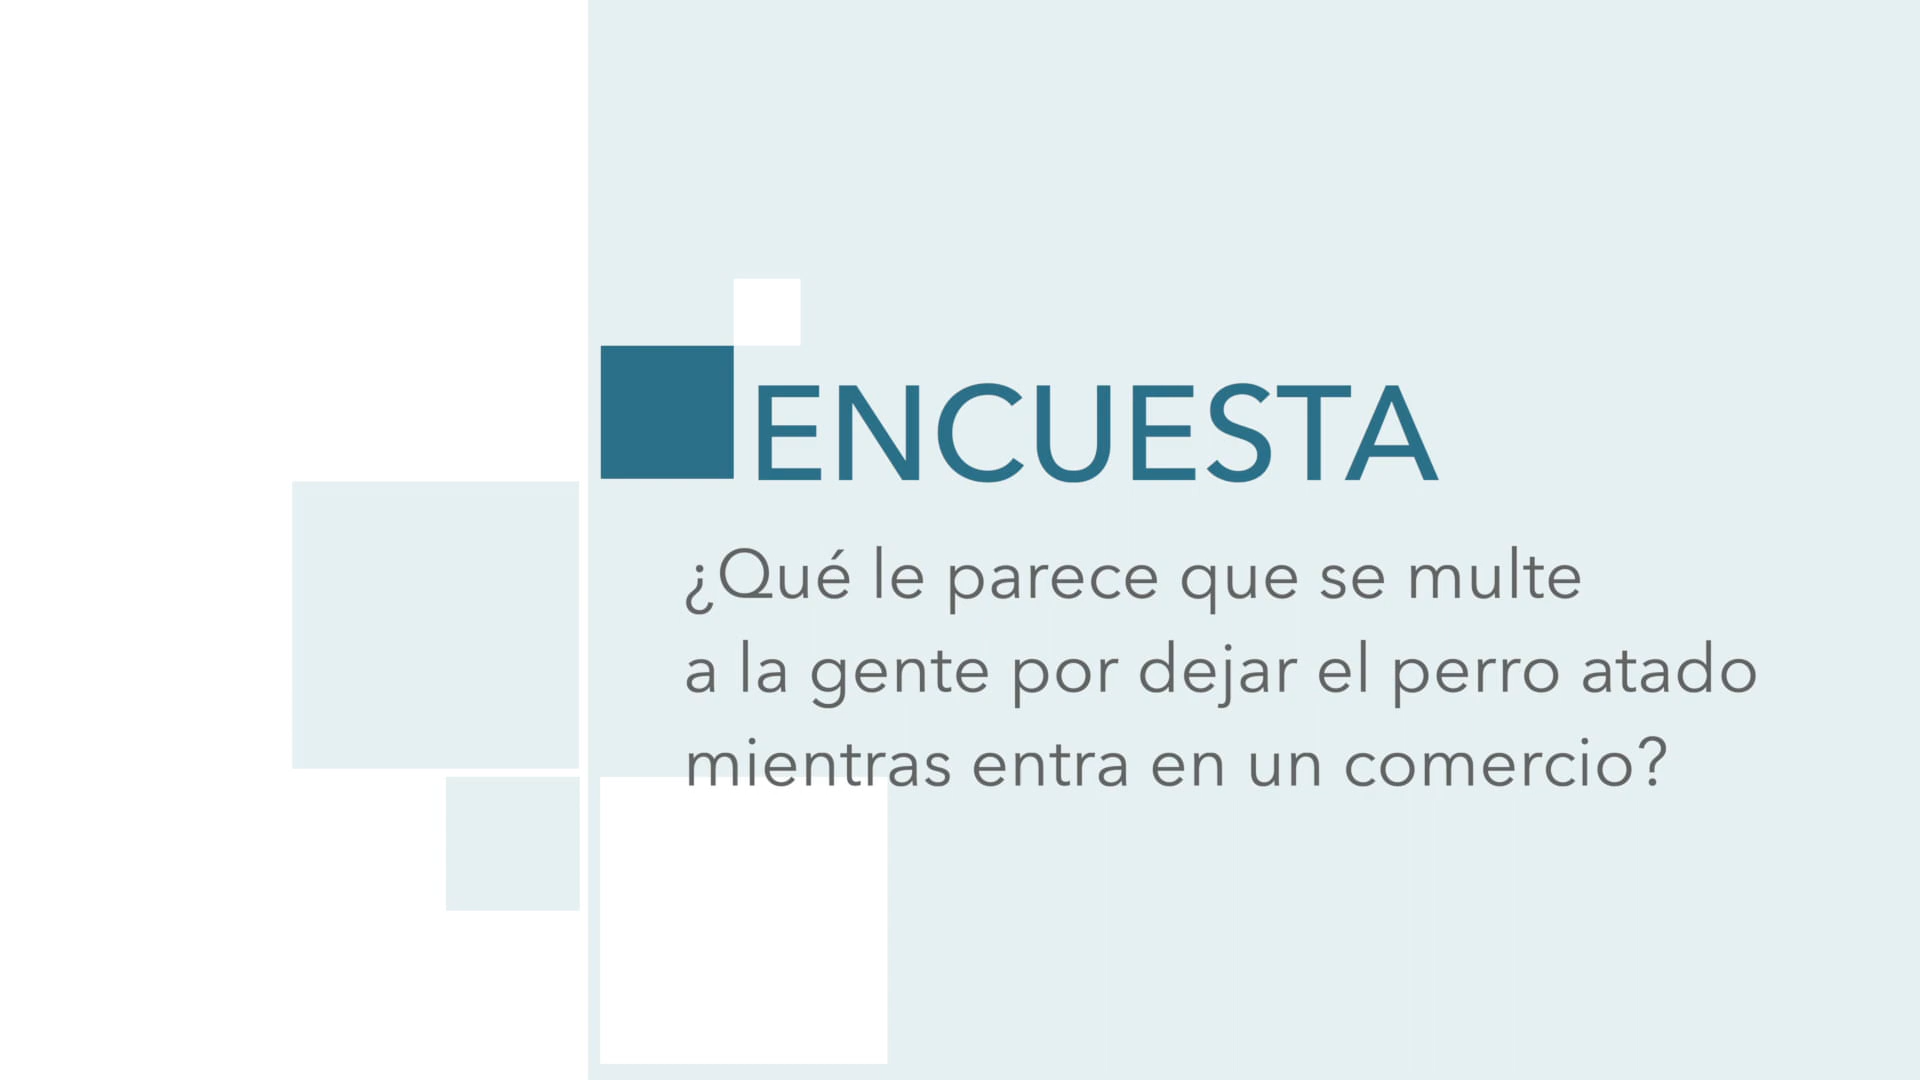 ENCUESTA
¿Qué le parece que se multe
a la gente por dejar el perro atado
mientras entra en un comercio?